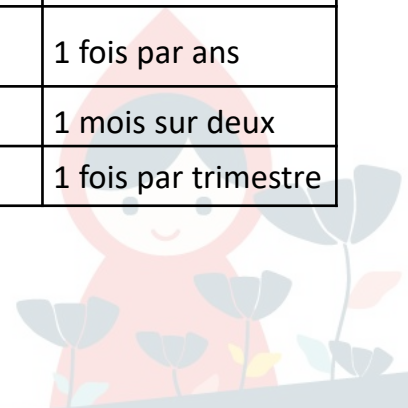 1 fois par ans
1 mois sur deux
1 fois par trimestre